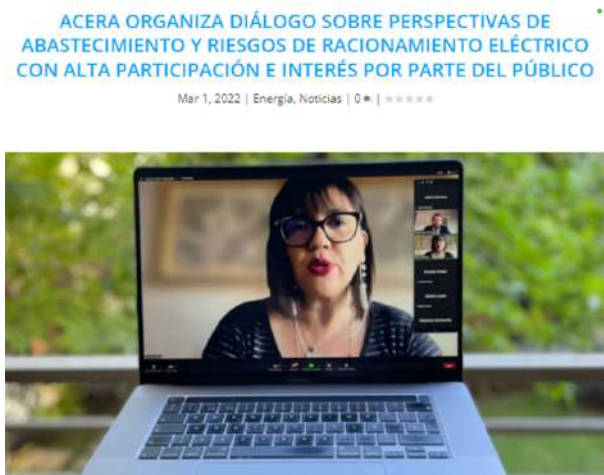 ACERA ORGANIZA DIÁLOGO SOBRE PERSPECTIVAS DE
ABASTECIMIENTO Y RIESGOS DE RACIONAMIENTO ELÉCTRICO
CON ALTA PARTICIPACIÓN E INTERÉS POR PARTE DEL PÚBLICO
Mar 1, 2022 | Energía, Noticias | 0 |